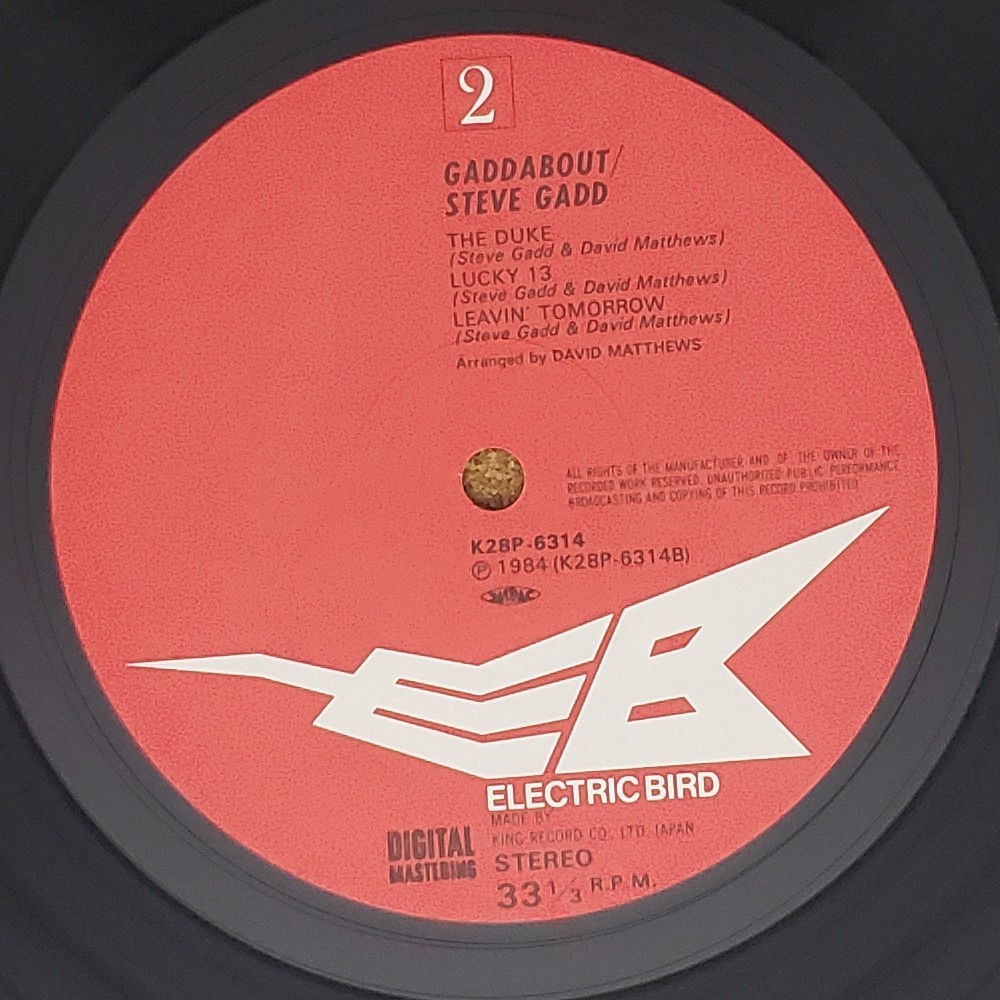 2
GADDABOUT/
STEVE GADD
THE DUKE
(Steve Gadd & David Matthews)
LUCKY 13
(Steve Gadd & David Matthews)
LEAVIN' TOMORROW
(Steve Gadd & David Matthews)
Arranged by DAVID MATTHEWS
ALL RIGHTS OF THE MANUFACTURER AND OF THE OWNER OF THE
RECORDED WORK RESERVED. UNAUTHORIZED PUBLIC PERFORMANCE
BROADCASTING AND COPYING OF THIS RECORD PROHIBITED
K28P-6314
Ⓟ 1984 (K28P-6314B)
JASRAC
EB
ELECTRIC BIRD
MADE BY
KING RECORD CO., LTD. JAPAN
DIGITAL
MASTERING
STEREO
33 1/3 R.P.M.